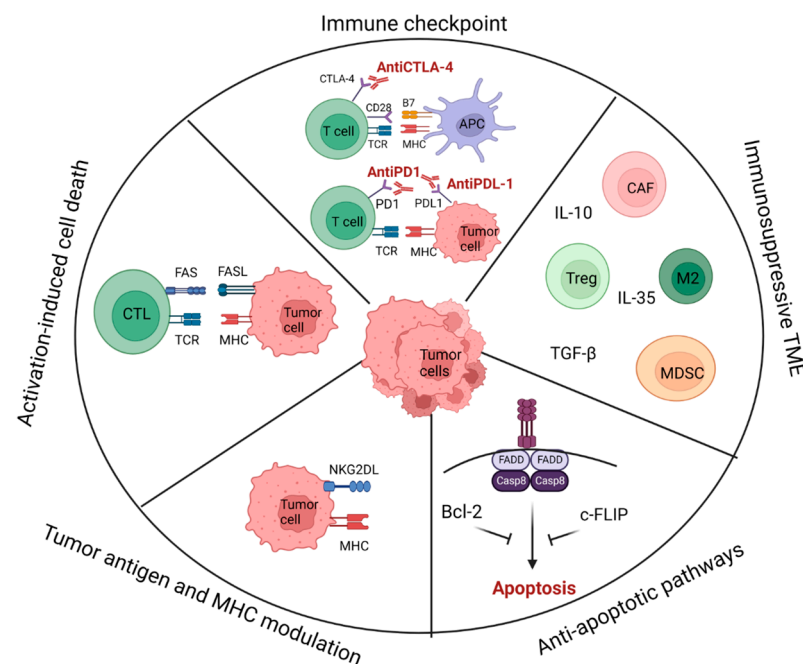 Immune checkpoint
AntiCTLA-4
CTLA-4
CD28
B7
T cell
APC
TCR
MHC
AntiPD1
AntiPDL-1
PD1
PDL1
T cell
Tumor
cell
TCR
MHC
Immunosuppressive TME
CAF
IL-10
Treg
M2
IL-35
TGF-β
MDSC
Activation-induced cell death
FAS
FASL
CTL
Tumor
cell
TCR
MHC
Tumor
cells
NKG2DL
Tumor
cell
MHC
Tumor antigen and MHC modulation
FADD
FADD
Casp8
Casp8
Bcl-2
c-FLIP
Apoptosis
Anti-apoptotic pathways